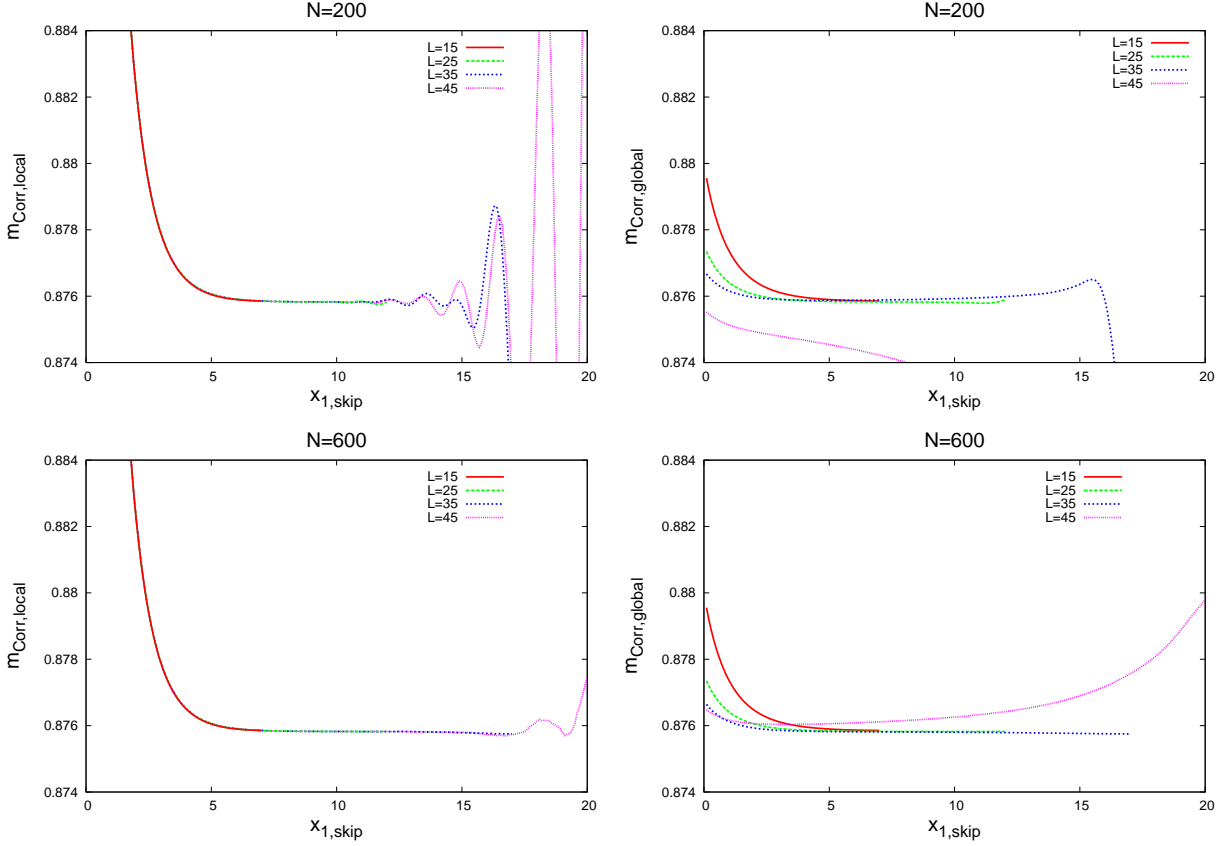 N=200
m_Corr,local
0.884
0.882
0.88
0.878
0.876
0.874
L=15
L=25
L=35
L=45
0 5 10 15 20
x_1,skip
N=200
m_Corr,global
0.884
0.882
0.88
0.878
0.876
0.874
L=15
L=25
L=35
L=45
0 5 10 15 20
x_1,skip
N=600
m_Corr,local
0.884
0.882
0.88
0.878
0.876
0.874
L=15
L=25
L=35
L=45
0 5 10 15 20
x_1,skip
N=600
m_Corr,global
0.884
0.882
0.88
0.878
0.876
0.874
L=15
L=25
L=35
L=45
0 5 10 15 20
x_1,skip